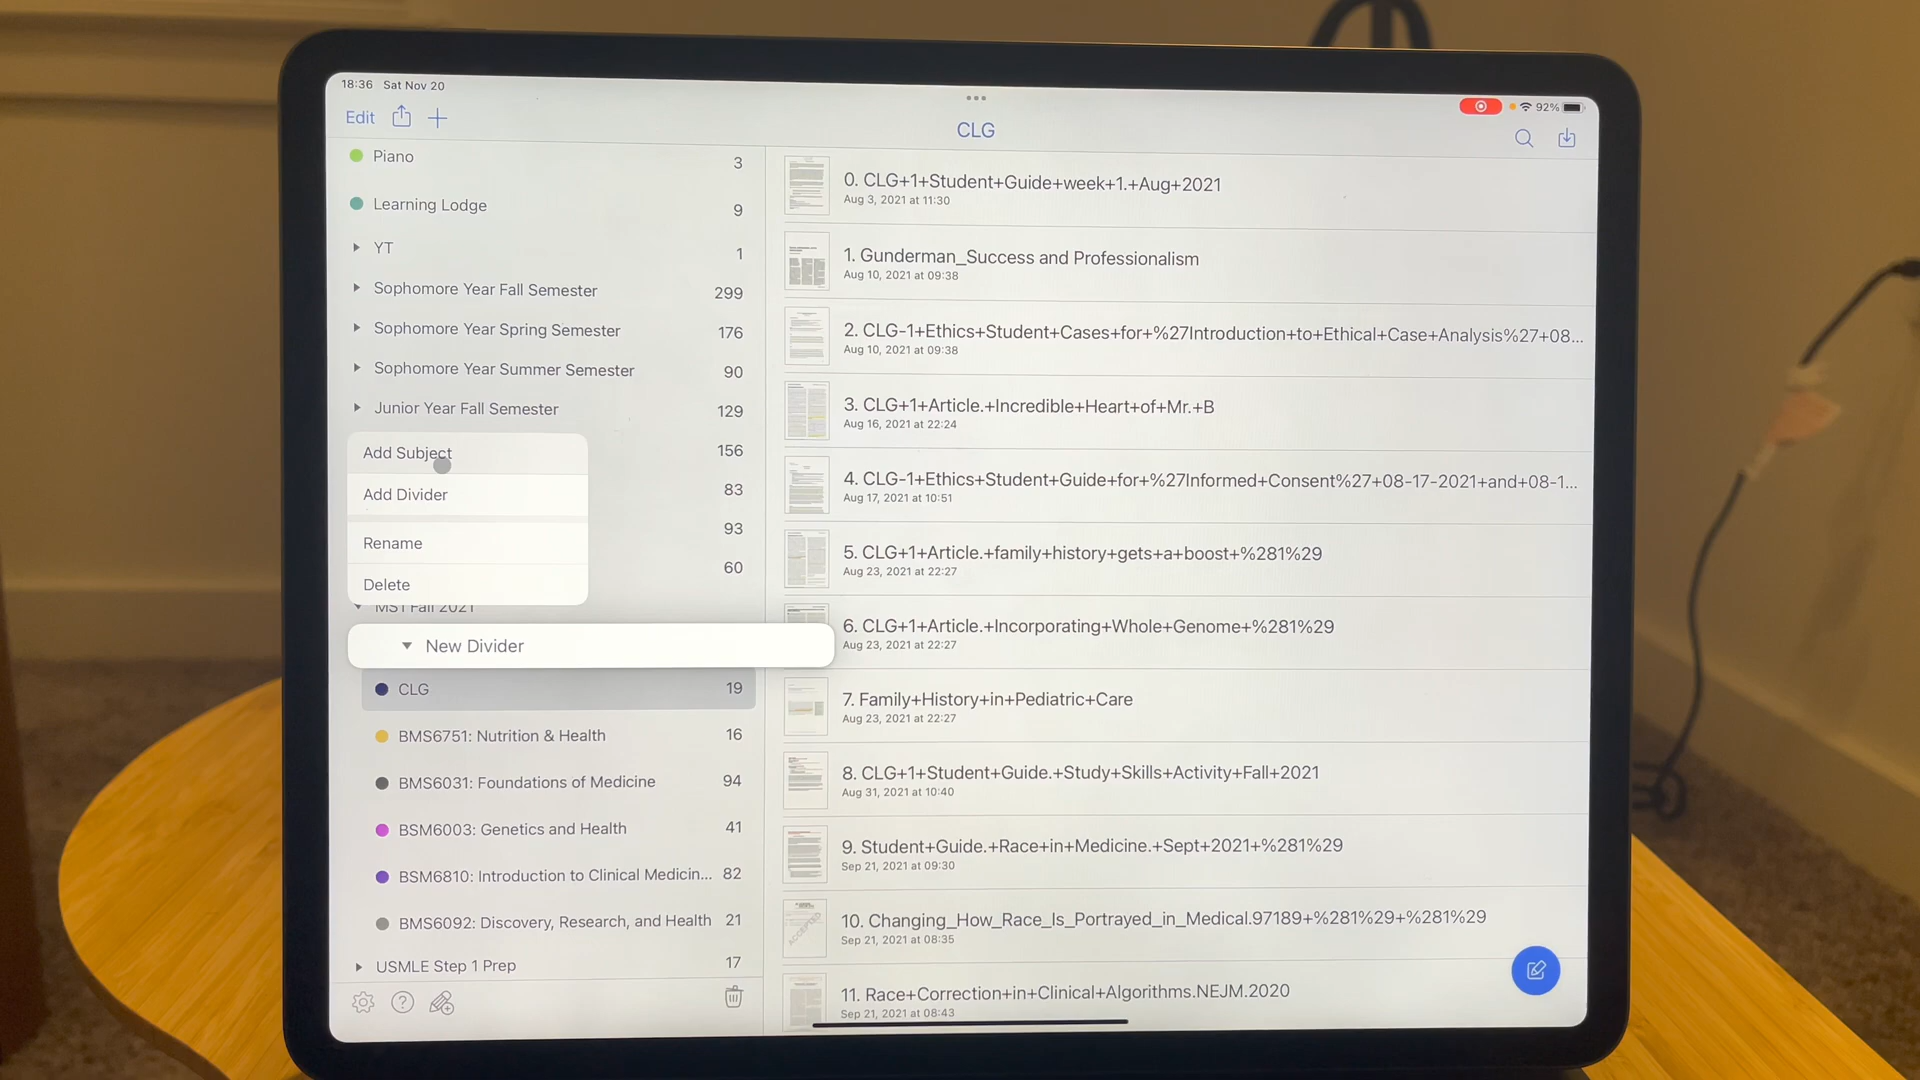 18:36 Sat Nov 20
92%
Edit
CLG
Piano 3
Learning Lodge 9
YT 1
Sophomore Year Fall Semester 299
Sophomore Year Spring Semester 176
Sophomore Year Summer Semester 90
Junior Year Fall Semester 129
156
83
93
60
Add Subject
Add Divider
Rename
Delete
MS1 Fall 2021
New Divider
CLG 19
BMS6751: Nutrition & Health 16
BMS6031: Foundations of Medicine 94
BSM6003: Genetics and Health 41
BSM6810: Introduction to Clinical Medicin... 82
BMS6092: Discovery, Research, and Health 21
USMLE Step 1 Prep 17
0. CLG+1+Student+Guide+week+1.+Aug+2021
Aug 3, 2021 at 11:30
1. Gunderman_Success and Professionalism
Aug 10, 2021 at 09:38
2. CLG-1+Ethics+Student+Cases+for+%27Introduction+to+Ethical+Case+Analysis%27+08...
Aug 10, 2021 at 09:38
3. CLG+1+Article.+Incredible+Heart+of+Mr.+B
Aug 16, 2021 at 22:24
4. CLG-1+Ethics+Student+Guide+for+%27Informed+Consent%27+08-17-2021+and+08-1...
Aug 17, 2021 at 10:51
5. CLG+1+Article.+family+history+gets+a+boost+%281%29
Aug 23, 2021 at 22:27
6. CLG+1+Article.+Incorporating+Whole+Genome+%281%29
Aug 23, 2021 at 22:27
7. Family+History+in+Pediatric+Care
Aug 23, 2021 at 22:27
8. CLG+1+Student+Guide.+Study+Skills+Activity+Fall+2021
Aug 31, 2021 at 10:40
9. Student+Guide.+Race+in+Medicine.+Sept+2021+%281%29
Sep 21, 2021 at 09:30
10. Changing_How_Race_Is_Portrayed_in_Medical.97189+%281%29+%281%29
Sep 21, 2021 at 08:35
ACCEPTED
11. Race+Correction+in+Clinical+Algorithms.NEJM.2020
Sep 21, 2021 at 08:43